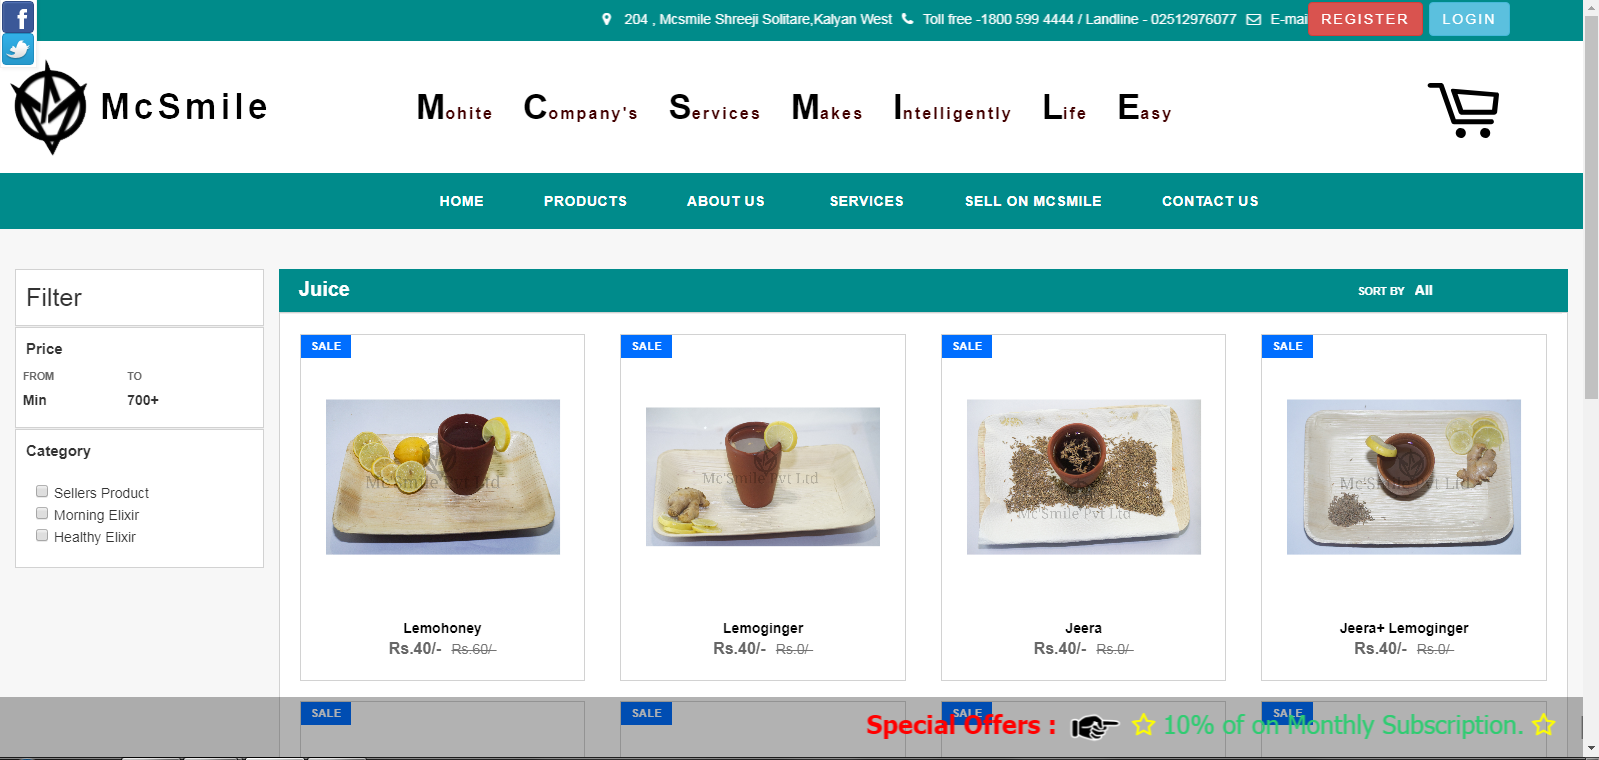 204 , Mcsmile Shreeji Solitare,Kalyan West Toll free -1800 599 4444 / Landline - 02512976077 E-mai REGISTER LOGIN
McSmile
Mohite Company's Services Makes Intelligently Life Easy
HOME PRODUCTS ABOUT US SERVICES SELL ON MCSMILE CONTACT US
Filter
Price
FROM TO
Min 700+
Category
Sellers Product
Morning Elixir
Healthy Elixir
Juice SORT BY All
SALE SALE SALE SALE
Mc'Smile Pvt Ltd Mc'Smile Pvt Ltd Mc'Smile Pvt Ltd Mc'Smile Pvt Ltd
Lemohoney Lemoginger Jeera Jeera+ Lemoginger
Rs.40/- Rs.60/- Rs.40/- Rs.0/- Rs.40/- Rs.0/- Rs.40/- Rs.0/-
SALE SALE SALE SALE
Special Offers : 10% of on Monthly Subscription.